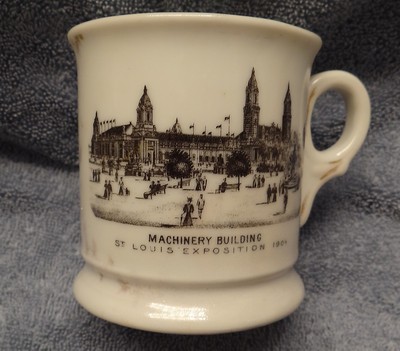 MACHINERY BUILDING
ST LOUIS EXPOSITION 1904